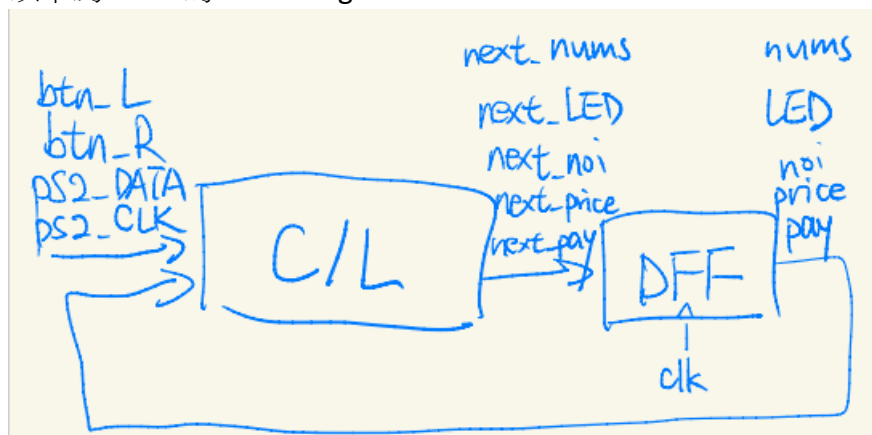 btn_L
btn_R
PS2_DATA
PS2_CLK
C/L
next_nums
next_LED
next_noi
next_price
next_pay
DFF
clk
nums
LED
noi
price
pay